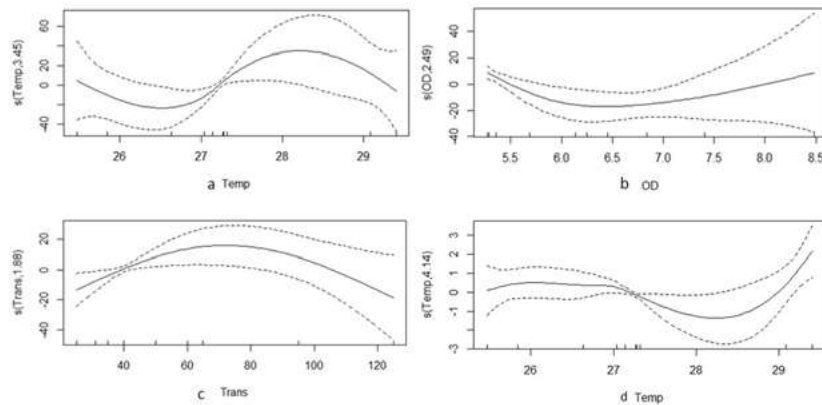 s(Temp,3.45)
60
20
0
-40
26 27 28 29
a Temp
s(OD,2.49)
40
20
0
-20
-40
5.5 6.0 6.5 7.0 7.5 8.0 8.5
b OD
s(Trans,1.88)
20
0
-20
-40
40 60 80 100 120
c Trans
s(Temp,4.14)
3
1
0
-1
-3
26 27 28 29
d Temp